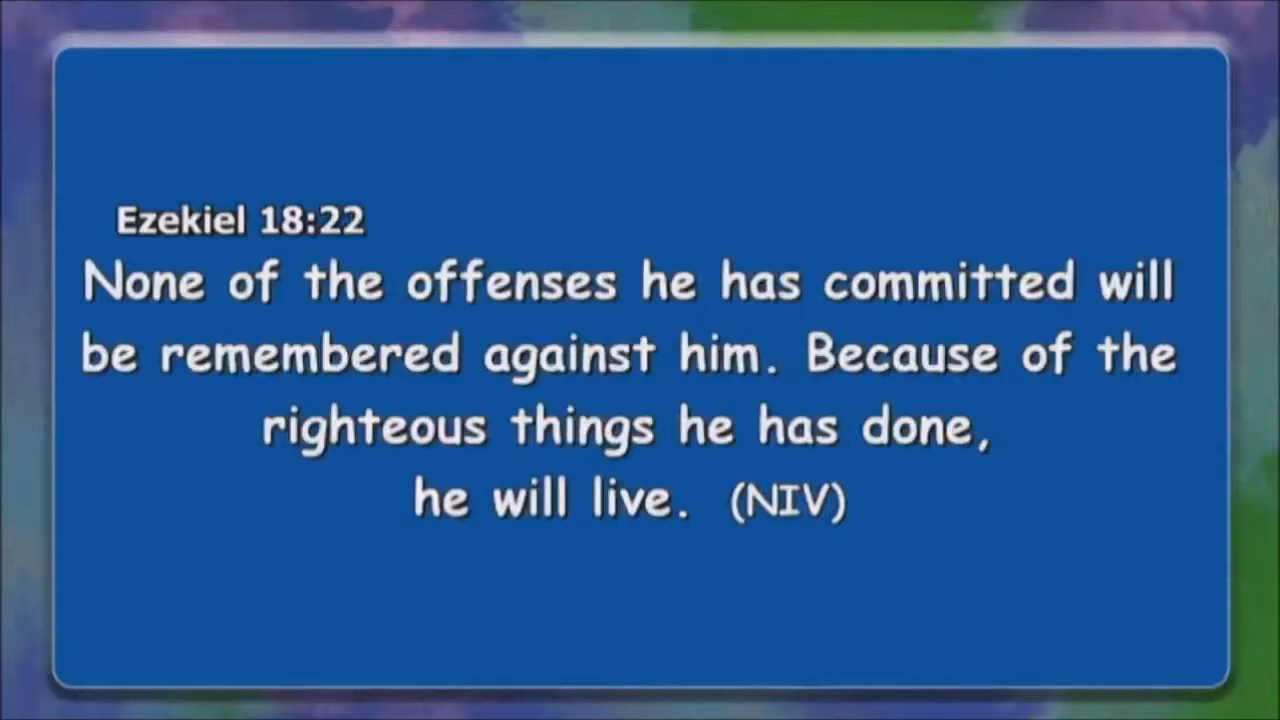 Ezekiel 18:22
None of the offenses he has committed will
be remembered against him. Because of the
righteous things he has done,
he will live. (NIV)